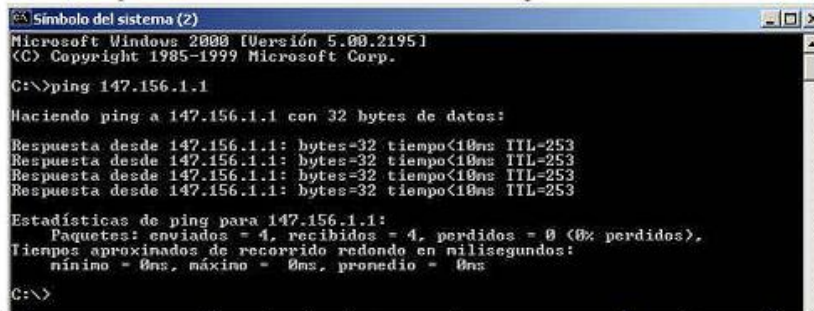 Símbolo del sistema (2)
Microsoft Windows 2000 [Versión 5.00.2195]
(C) Copyright 1985-1999 Microsoft Corp.
C:\>ping 147.156.1.1
Haciendo ping a 147.156.1.1 con 32 bytes de datos:
Respuesta desde 147.156.1.1: bytes=32 tiempo<10ms TTL=253
Respuesta desde 147.156.1.1: bytes=32 tiempo<10ms TTL=253
Respuesta desde 147.156.1.1: bytes=32 tiempo<10ms TTL=253
Respuesta desde 147.156.1.1: bytes=32 tiempo<10ms TTL=253
Estadísticas de ping para 147.156.1.1:
Paquetes: enviados = 4, recibidos = 4, perdidos = 0 (0% perdidos),
Tiempos aproximados de recorrido redondo en milisegundos:
mínimo = 0ms, máximo = 0ms, promedio = 0ms
C:\>